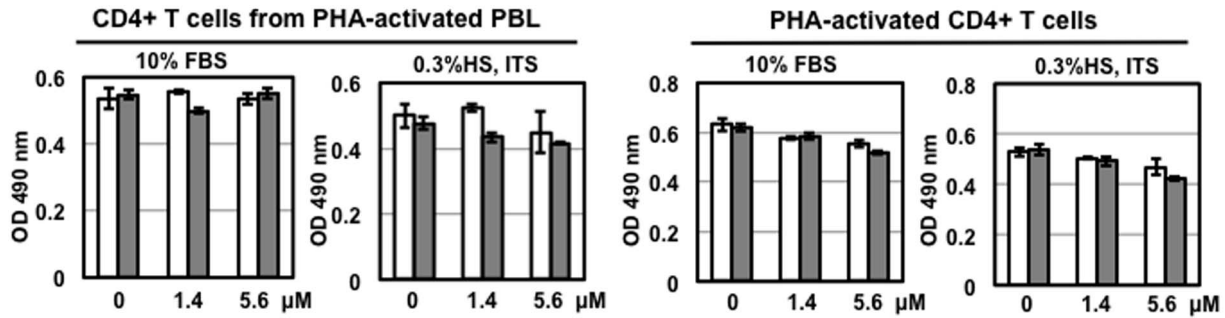 CD4+ T cells from PHA-activated PBL
PHA-activated CD4+ T cells
10% FBS
0.3%HS, ITS
10% FBS
0.3%HS, ITS
OD 490 nm
0.6
0.4
0.2
0
0 1.4 5.6 µM
OD 490 nm
0.6
0.4
0.2
0
0 1.4 5.6 µM
OD 490 nm
0.8
0.6
0.4
0.2
0
0 1.4 5.6 µM
OD 490 nm
0.8
0.6
0.4
0.2
0
0 1.4 5.6 µM